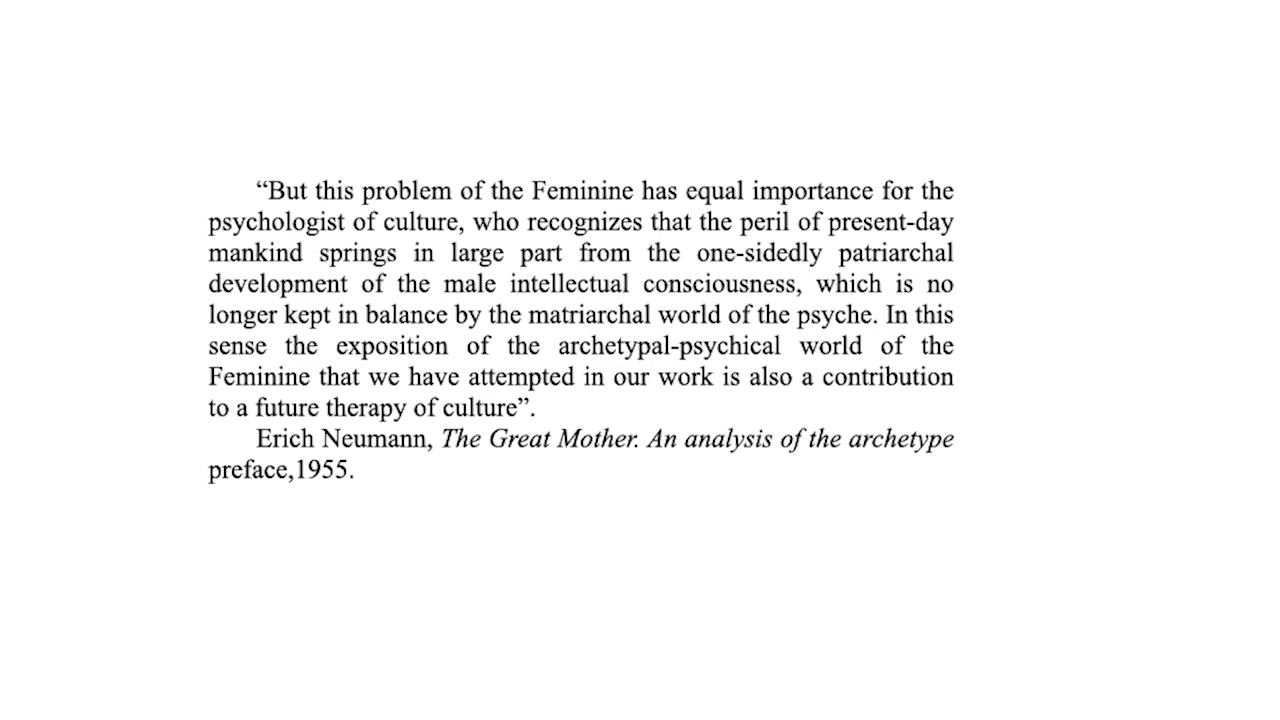 “But this problem of the Feminine has equal importance for the
psychologist of culture, who recognizes that the peril of present-day
mankind springs in large part from the one-sidedly patriarchal
development of the male intellectual consciousness, which is no
longer kept in balance by the matriarchal world of the psyche. In this
sense the exposition of the archetypal-psychical world of the
Feminine that we have attempted in our work is also a contribution
to a future therapy of culture”.
Erich Neumann, The Great Mother. An analysis of the archetype
preface,1955.